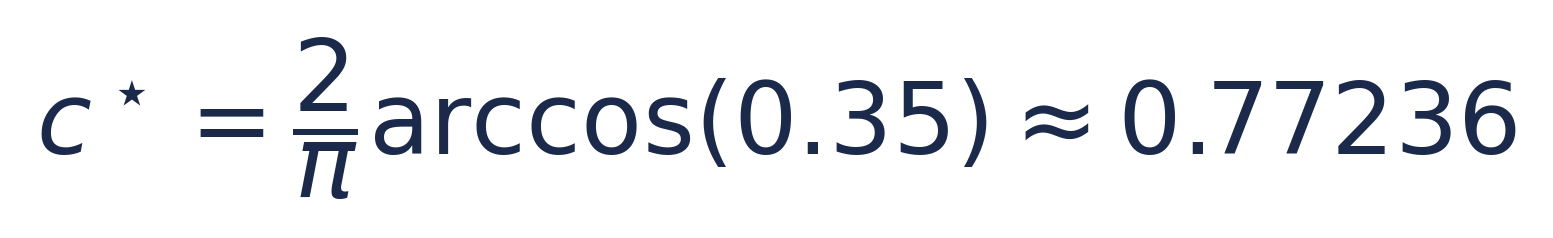 c⋆ = 2/π arccos(0.35) ≈ 0.77236